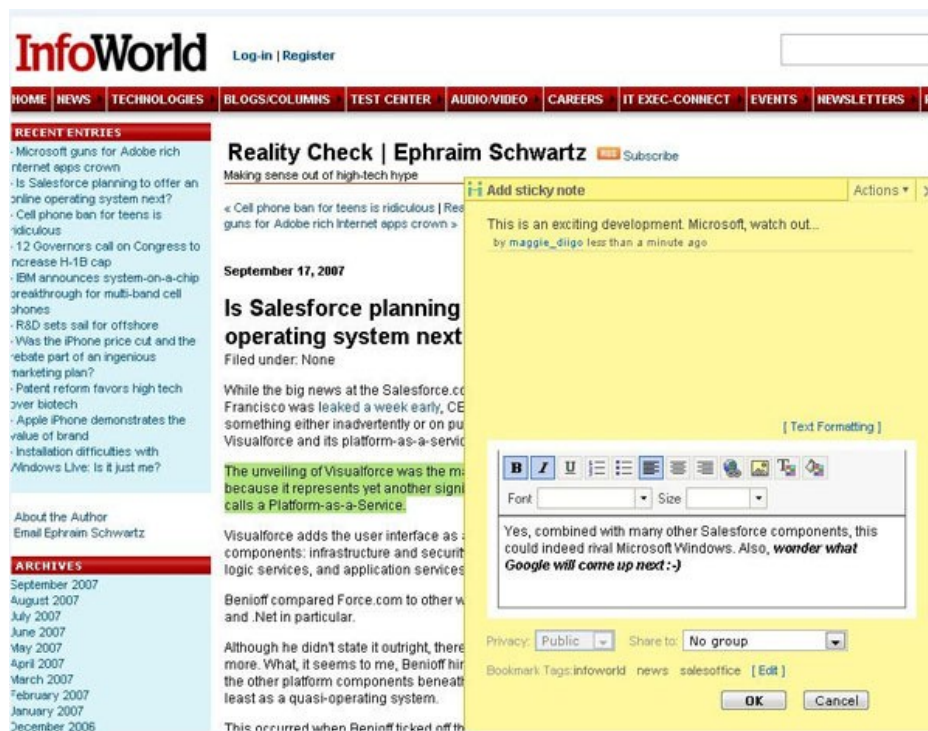 InfoWorld
Log-in | Register
HOME NEWS TECHNOLOGIES BLOGS/COLUMNS TEST CENTER AUDIO/VIDEO CAREERS IT EXEC-CONNECT EVENTS NEWSLETTERS
RECENT ENTRIES
- Microsoft guns for Adobe rich
nternet apps crown
- Is Salesforce planning to offer an
online operating system next?
- Cell phone ban for teens is
ridiculous
- 12 Governors call on Congress to
increase H-1B cap
- IBM announces system-on-a-chip
breakthrough for multi-band cell
phones
- R&D sets sail for offshore
- Was the iPhone price cut and the
rebate part of an ingenious
marketing plan?
- Patent reform favors high tech
over biotech
- Apple iPhone demonstrates the
value of brand
- Installation difficulties with
Windows Live: Is it just me?
About the Author
Email Ephraim Schwartz
ARCHIVES
September 2007
August 2007
July 2007
June 2007
May 2007
April 2007
March 2007
February 2007
January 2007
December 2006
Reality Check | Ephraim Schwartz RSS Subscribe
Making sense out of high-tech hype
« Cell phone ban for teens is ridiculous | Rea
guns for Adobe rich Internet apps crown »
September 17, 2007
Is Salesforce planning
operating system next
Filed under: None
While the big news at the Salesforce.co
Francisco was leaked a week early, CE
something either inadvertently or on pu
Visualforce and its platform-as-a-servic
The unveiling of Visualforce was the ma
because it represents yet another signi
calls a Platform-as-a-Service.
Visualforce adds the user interface as
components: infrastructure and securit
logic services, and application services
Benioff compared Force.com to other w
and .Net in particular.
Although he didn't state it outright, there
more. What, it seems to me, Benioff hin
the other platform components beneath
least as a quasi-operating system.
This occurred when Benioff ticked off th
Add sticky note Actions
This is an exciting development. Microsoft, watch out...
by maggie_diigo less than a minute ago
[ Text Formatting ]
B I U
Font Size
Yes, combined with many other Salesforce components, this
could indeed rival Microsoft Windows. Also, wonder what
Google will come up next :-)
Privacy: Public Share to: No group
Bookmark Tags: infoworld news salesoffice [ Edit ]
OK Cancel